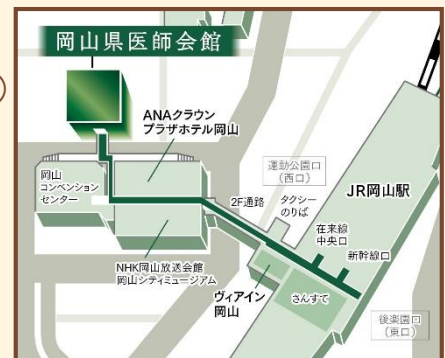 岡山県医師会館
ANAクラウン
プラザホテル岡山
岡山
コンベンション
センター
運動公園口
(西口)
JR岡山駅
2F通路
タクシー
のりば
在来線
中央口
新幹線口
NHK岡山放送会館
岡山シティミュージアム
ヴィアイン
岡山
さんすて
後楽園口
(東口)